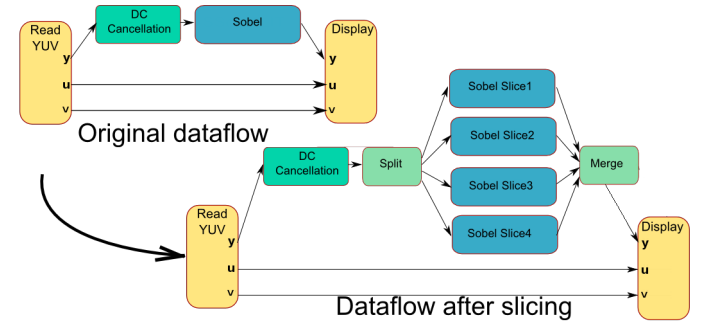 DC
Cancellation
Sobel
Read
YUV
Display
y
y
u
u
v
v
Original dataflow
Sobel Slice1
Sobel Slice2
DC
Cancellation
Split
Merge
Sobel Slice3
Read
YUV
Sobel Slice4
Display
y
y
u
u
v
v
Dataflow after slicing